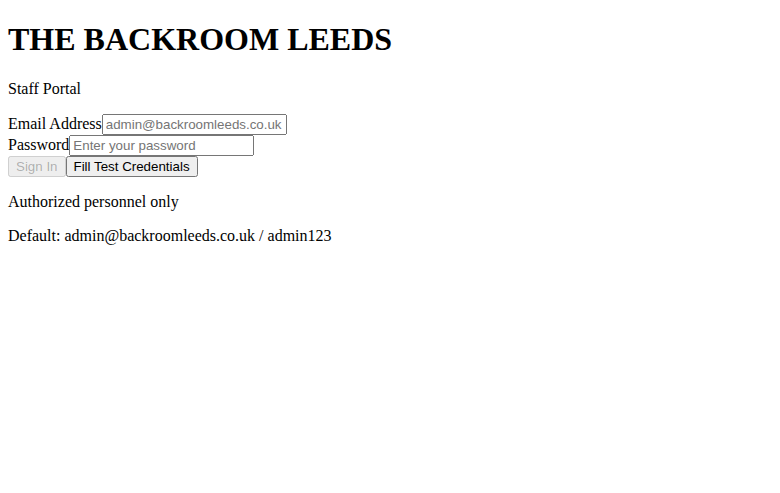 THE BACKROOM LEEDS
Staff Portal
Email Address admin@backroomleeds.co.uk
Password Enter your password
Sign In Fill Test Credentials
Authorized personnel only
Default: admin@backroomleeds.co.uk / admin123